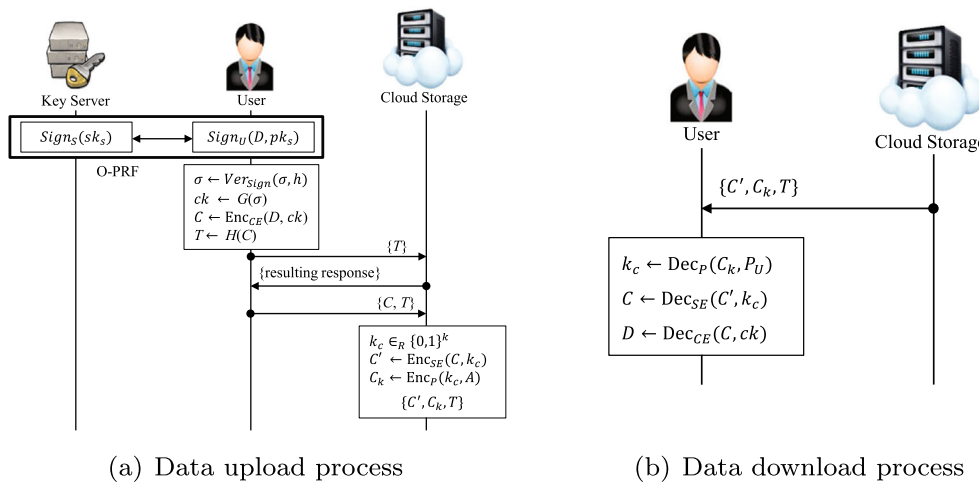 Key Server
User
Cloud Storage
Sign_S(sk_s)
Sign_U(D, pk_s)
O-PRF
σ ← Ver_Sign(σ, h)
ck ← G(σ)
C ← Enc_CE(D, ck)
T ← H(C)
{T}
{resulting response}
{C, T}
k_c ∈_R {0,1}^k
C′ ← Enc_SE(C, k_c)
C_k ← Enc_P(k_c, A)
{C′, C_k, T}
(a) Data upload process
User
Cloud Storage
{C′, C_k, T}
k_c ← Dec_P(C_k, P_U)
C ← Dec_SE(C′, k_c)
D ← Dec_CE(C, ck)
(b) Data download process